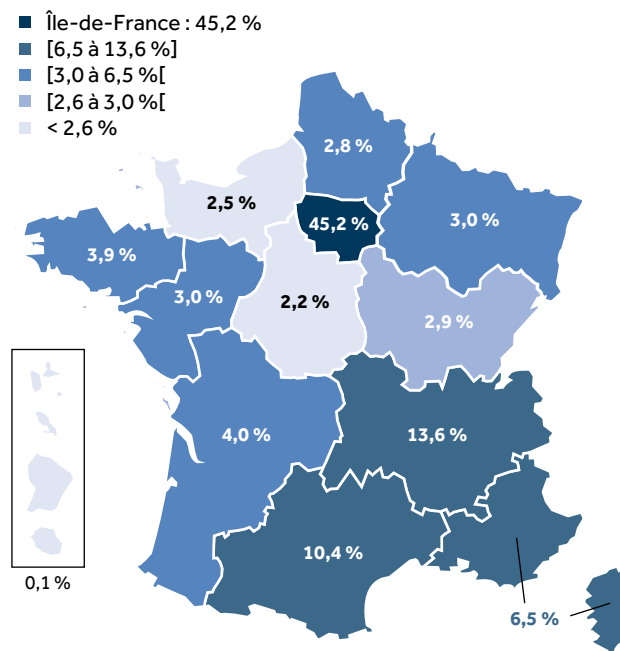 Île-de-France : 45,2 %
[6,5 à 13,6 %]
[3,0 à 6,5 %[
[2,6 à 3,0 %[
< 2,6 %
2,8 %
2,5 %
45,2 %
3,0 %
3,9 %
3,0 %
2,2 %
2,9 %
4,0 %
13,6 %
10,4 %
0,1 %
6,5 %